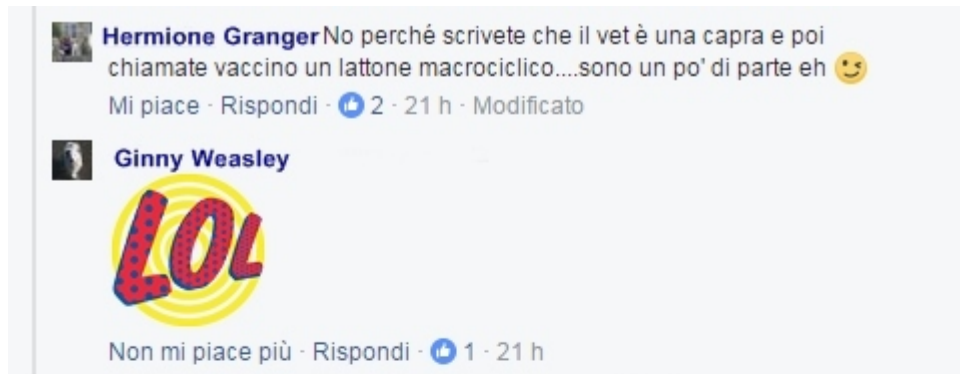 Hermione Granger No perché scrivete che il vet è una capra e poi
chiamate vaccino un lattone macrociclico....sono un po' di parte eh 😉
Mi piace · Rispondi · 2 · 21 h · Modificato
Ginny Weasley
LOL
Non mi piace più · Rispondi · 1 · 21 h